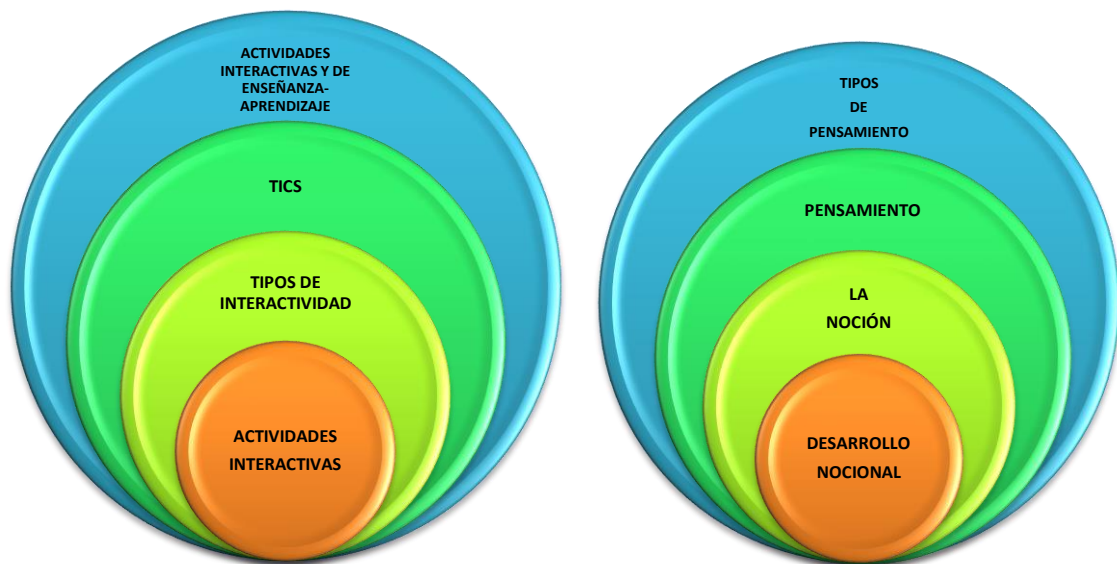 ACTIVIDADES
INTERACTIVAS Y DE
ENSEÑANZA-
APRENDIZAJE
TICS
TIPOS DE
INTERACTIVIDAD
ACTIVIDADES
INTERACTIVAS
TIPOS
DE
PENSAMIENTO
PENSAMIENTO
LA
NOCIÓN
DESARROLLO
NOCIONAL